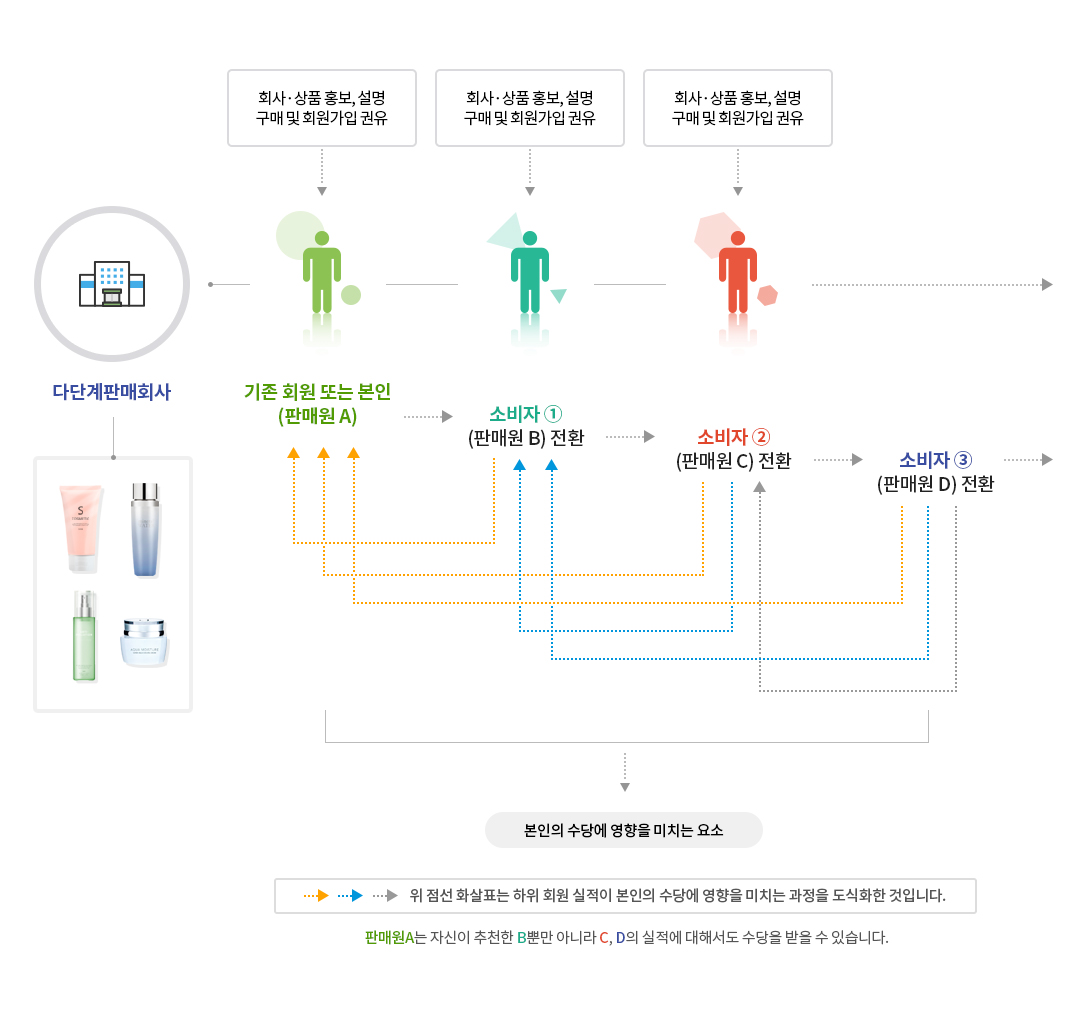 회사·상품 홍보, 설명
구매 및 회원가입 권유
회사·상품 홍보, 설명
구매 및 회원가입 권유
회사·상품 홍보, 설명
구매 및 회원가입 권유
다단계판매회사
기존 회원 또는 본인
(판매원 A)
소비자 ①
(판매원 B) 전환
소비자 ②
(판매원 C) 전환
소비자 ③
(판매원 D) 전환
S
본인의 수당에 영향을 미치는 요소
위 점선 화살표는 하위 회원 실적이 본인의 수당에 영향을 미치는 과정을 도식화한 것입니다.
판매원A는 자신이 추천한 B뿐만 아니라 C, D의 실적에 대해서도 수당을 받을 수 있습니다.